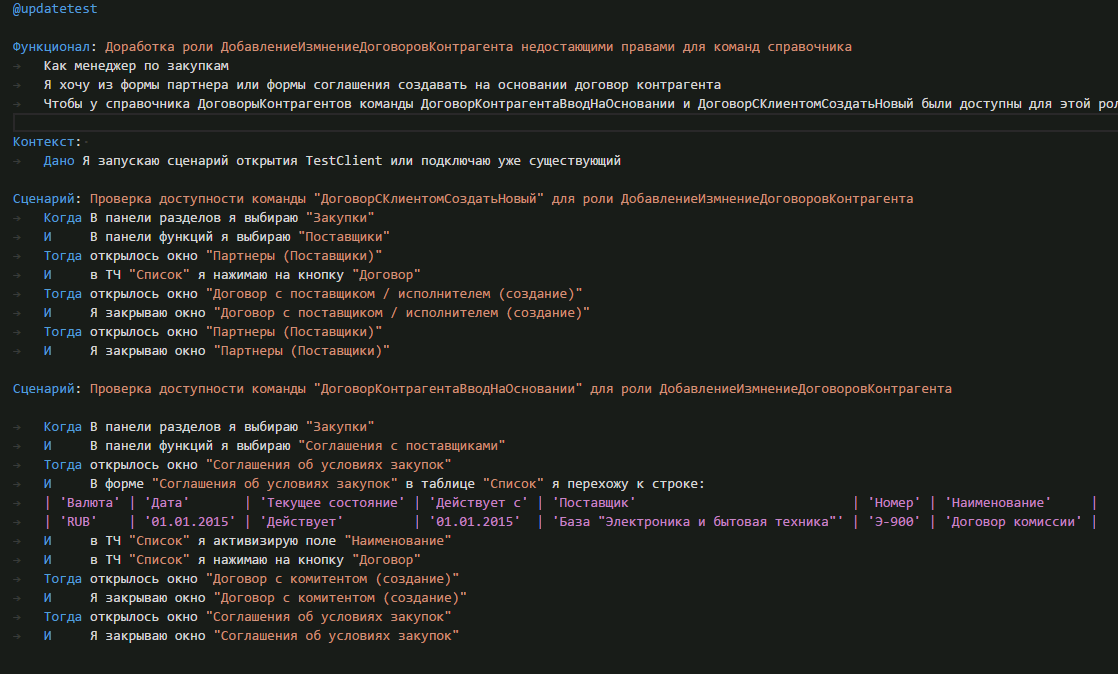 @updatetest
Функционал: Доработка роли ДобавлениеИзмнениеДоговоровКонтрагента недостающими правами для команд справочника
Как менеджер по закупкам
Я хочу из формы партнера или формы соглашения создавать на основании договор контрагента
Чтобы у справочника ДоговорыКонтрагентов команды ДоговорКонтрагентаВводНаОсновании и ДоговорСКлиентомСоздатьНовый были доступны для этой рол
Контекст:
Дано Я запускаю сценарий открытия TestClient или подключаю уже существующий
Сценарий: Проверка доступности команды "ДоговорСКлиентомСоздатьНовый" для роли ДобавлениеИзмнениеДоговоровКонтрагента
Когда В панели разделов я выбираю "Закупки"
И В панели функций я выбираю "Поставщики"
Тогда открылось окно "Партнеры (Поставщики)"
И в ТЧ "Список" я нажимаю на кнопку "Договор"
Тогда открылось окно "Договор с поставщиком / исполнителем (создание)"
И Я закрываю окно "Договор с поставщиком / исполнителем (создание)"
Тогда открылось окно "Партнеры (Поставщики)"
И Я закрываю окно "Партнеры (Поставщики)"
Сценарий: Проверка доступности команды "ДоговорКонтрагентаВводНаОсновании" для роли ДобавлениеИзмнениеДоговоровКонтрагента
Когда В панели разделов я выбираю "Закупки"
И В панели функций я выбираю "Соглашения с поставщиками"
Тогда открылось окно "Соглашения об условиях закупок"
И В форме "Соглашения об условиях закупок" в таблице "Список" я перехожу к строке:
| 'Валюта' | 'Дата' | 'Текущее состояние' | 'Действует с' | 'Поставщик' | 'Номер' | 'Наименование' |
| 'RUB' | '01.01.2015' | 'Действует' | '01.01.2015' | 'База "Электроника и бытовая техника"' | 'Э-900' | 'Договор комиссии' |
И в ТЧ "Список" я активизирую поле "Наименование"
И в ТЧ "Список" я нажимаю на кнопку "Договор"
Тогда открылось окно "Договор с комитентом (создание)"
И Я закрываю окно "Договор с комитентом (создание)"
Тогда открылось окно "Соглашения об условиях закупок"
И Я закрываю окно "Соглашения об условиях закупок"